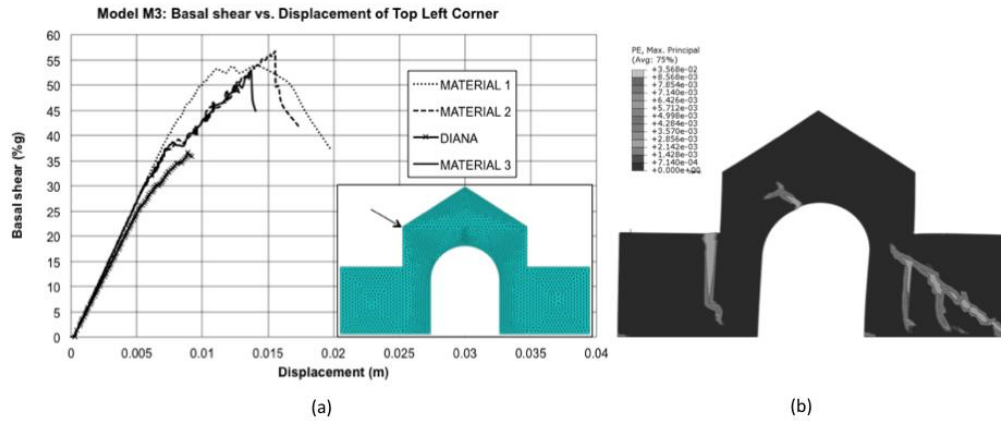 Model M3: Basal shear vs. Displacement of Top Left Corner
60
55
50
45
40
35
30
25
20
15
10
5
0
Basal shear (%g)
0 0.005 0.01 0.015 0.02 0.025 0.03 0.035 0.04
Displacement (m)
MATERIAL 1
MATERIAL 2
DIANA
MATERIAL 3
(a)
PE, Max. Principal
(Avg: 75%)
+3.568e-02
+8.568e-03
+7.854e-03
+7.140e-03
+6.426e-03
+5.712e-03
+4.998e-03
+4.284e-03
+3.570e-03
+2.856e-03
+2.142e-03
+1.428e-03
+7.140e-04
+0.000e+00
(b)